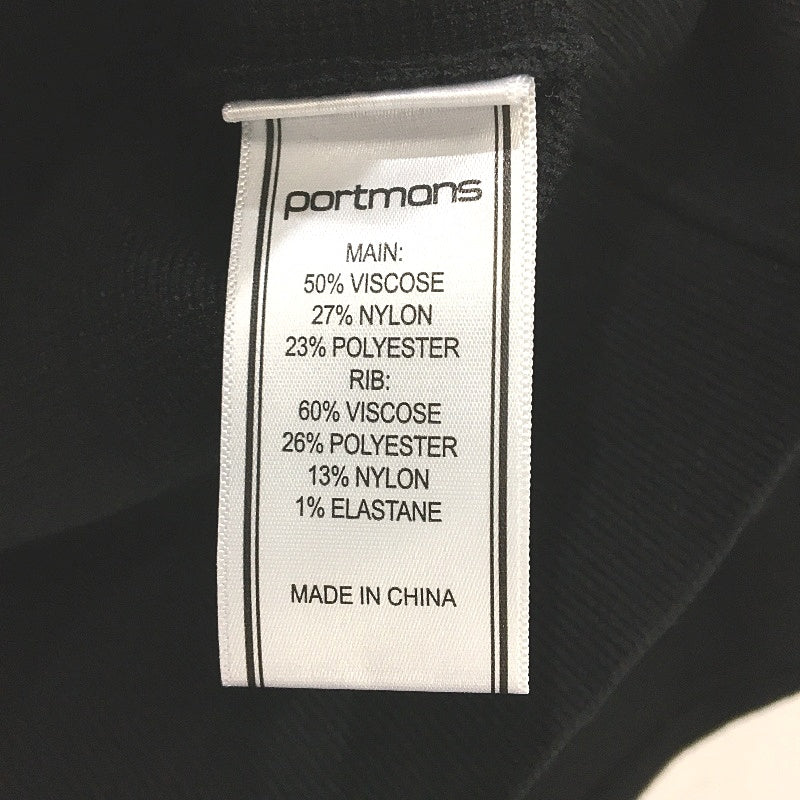 portmans
MAIN:
50% VISCOSE
27% NYLON
23% POLYESTER
RIB:
60% VISCOSE
26% POLYESTER
13% NYLON
1% ELASTANE
MADE IN CHINA